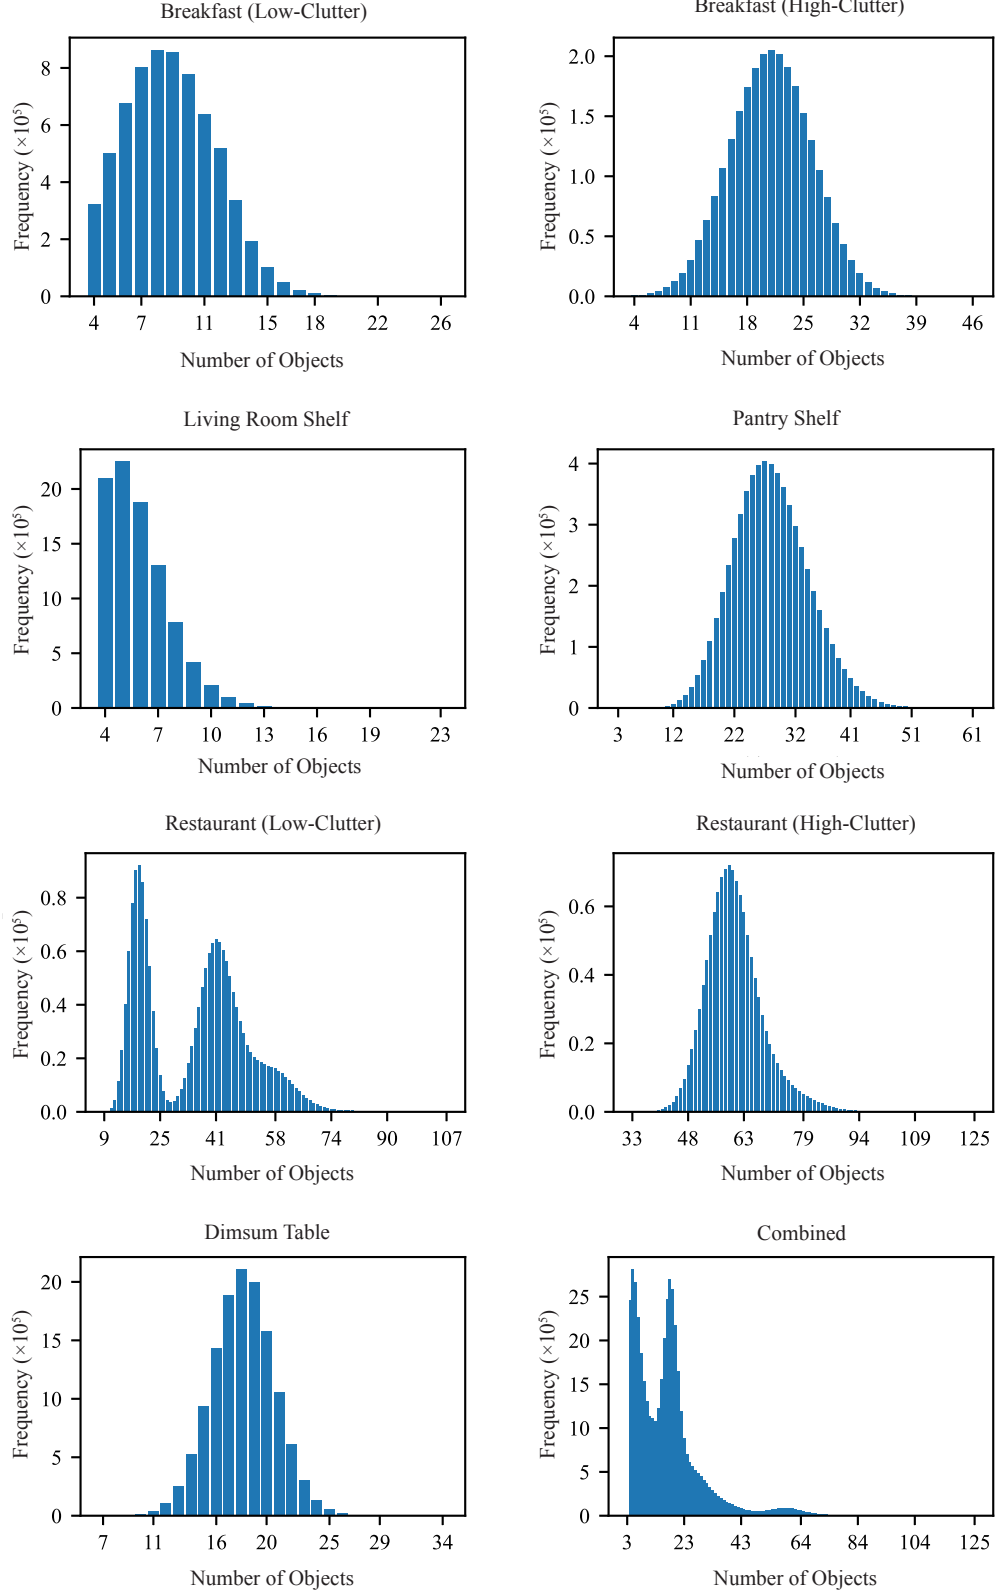 Breakfast (Low-Clutter)
Frequency (×10⁵)
8
6
4
2
0
4 7 11 15 18 22 26
Number of Objects
Breakfast (High-Clutter)
Frequency (×10⁵)
2.0
1.5
1.0
0.5
0.0
4 11 18 25 32 39 46
Number of Objects
Living Room Shelf
Frequency (×10⁵)
20
15
10
5
0
4 7 10 13 16 19 23
Number of Objects
Pantry Shelf
Frequency (×10⁵)
4
3
2
1
0
3 12 22 32 41 51 61
Number of Objects
Restaurant (Low-Clutter)
Frequency (×10⁵)
0.8
0.6
0.4
0.2
0.0
9 25 41 58 74 90 107
Number of Objects
Restaurant (High-Clutter)
Frequency (×10⁵)
0.6
0.4
0.2
0.0
33 48 63 79 94 109 125
Number of Objects
Dimsum Table
Frequency (×10⁵)
20
15
10
5
0
7 11 16 20 25 29 34
Number of Objects
Combined
Frequency (×10⁵)
25
20
15
10
5
0
3 23 43 64 84 104 125
Number of Objects